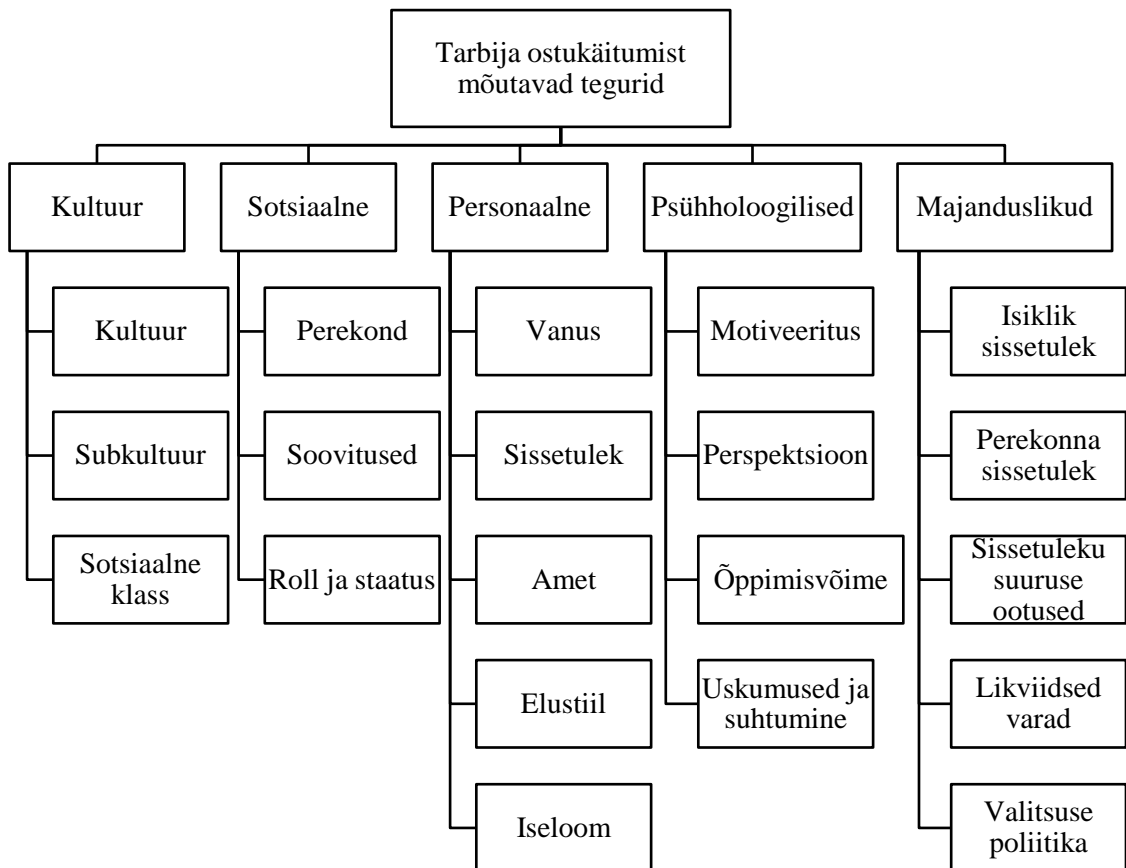 Tarbija ostukäitumist
mõutavad tegurid
Kultuur
Sotsiaalne
Personaalne
Psühholoogilised
Majanduslikud
Kultuur
Subkultuur
Sotsiaalne
klass
Perekond
Soovitused
Roll ja staatus
Vanus
Sissetulek
Amet
Elustiil
Iseloom
Motiveeritus
Perspektsioon
Õppimisvõime
Uskumused ja
suhtumine
Isiklik
sissetulek
Perekonna
sissetulek
Sissetuleku
suuruse
ootused
Likviidsed
varad
Valitsuse
poliitika